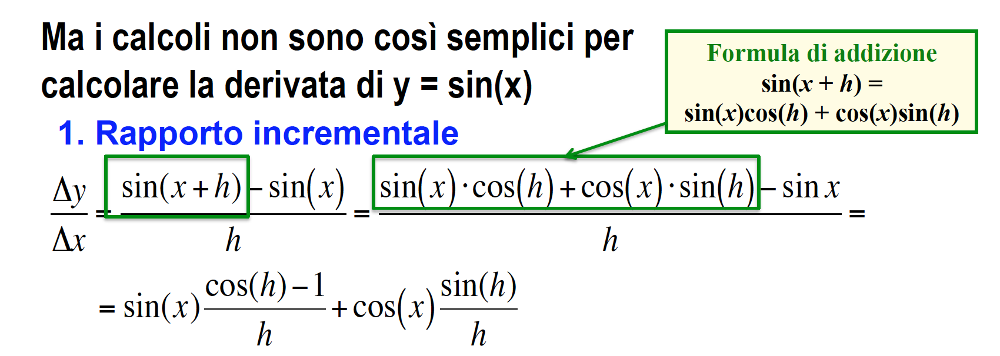 Ma i calcoli non sono così semplici per
calcolare la derivata di y = sin(x)
Formula di addizione
sin(x + h) =
sin(x)cos(h) + cos(x)sin(h)
1. Rapporto incrementale
Δy/Δx = (sin(x+h) − sin(x))/h = (sin(x)·cos(h)+cos(x)·sin(h) − sin x)/h =
= sin(x) (cos(h)−1)/h + cos(x) sin(h)/h